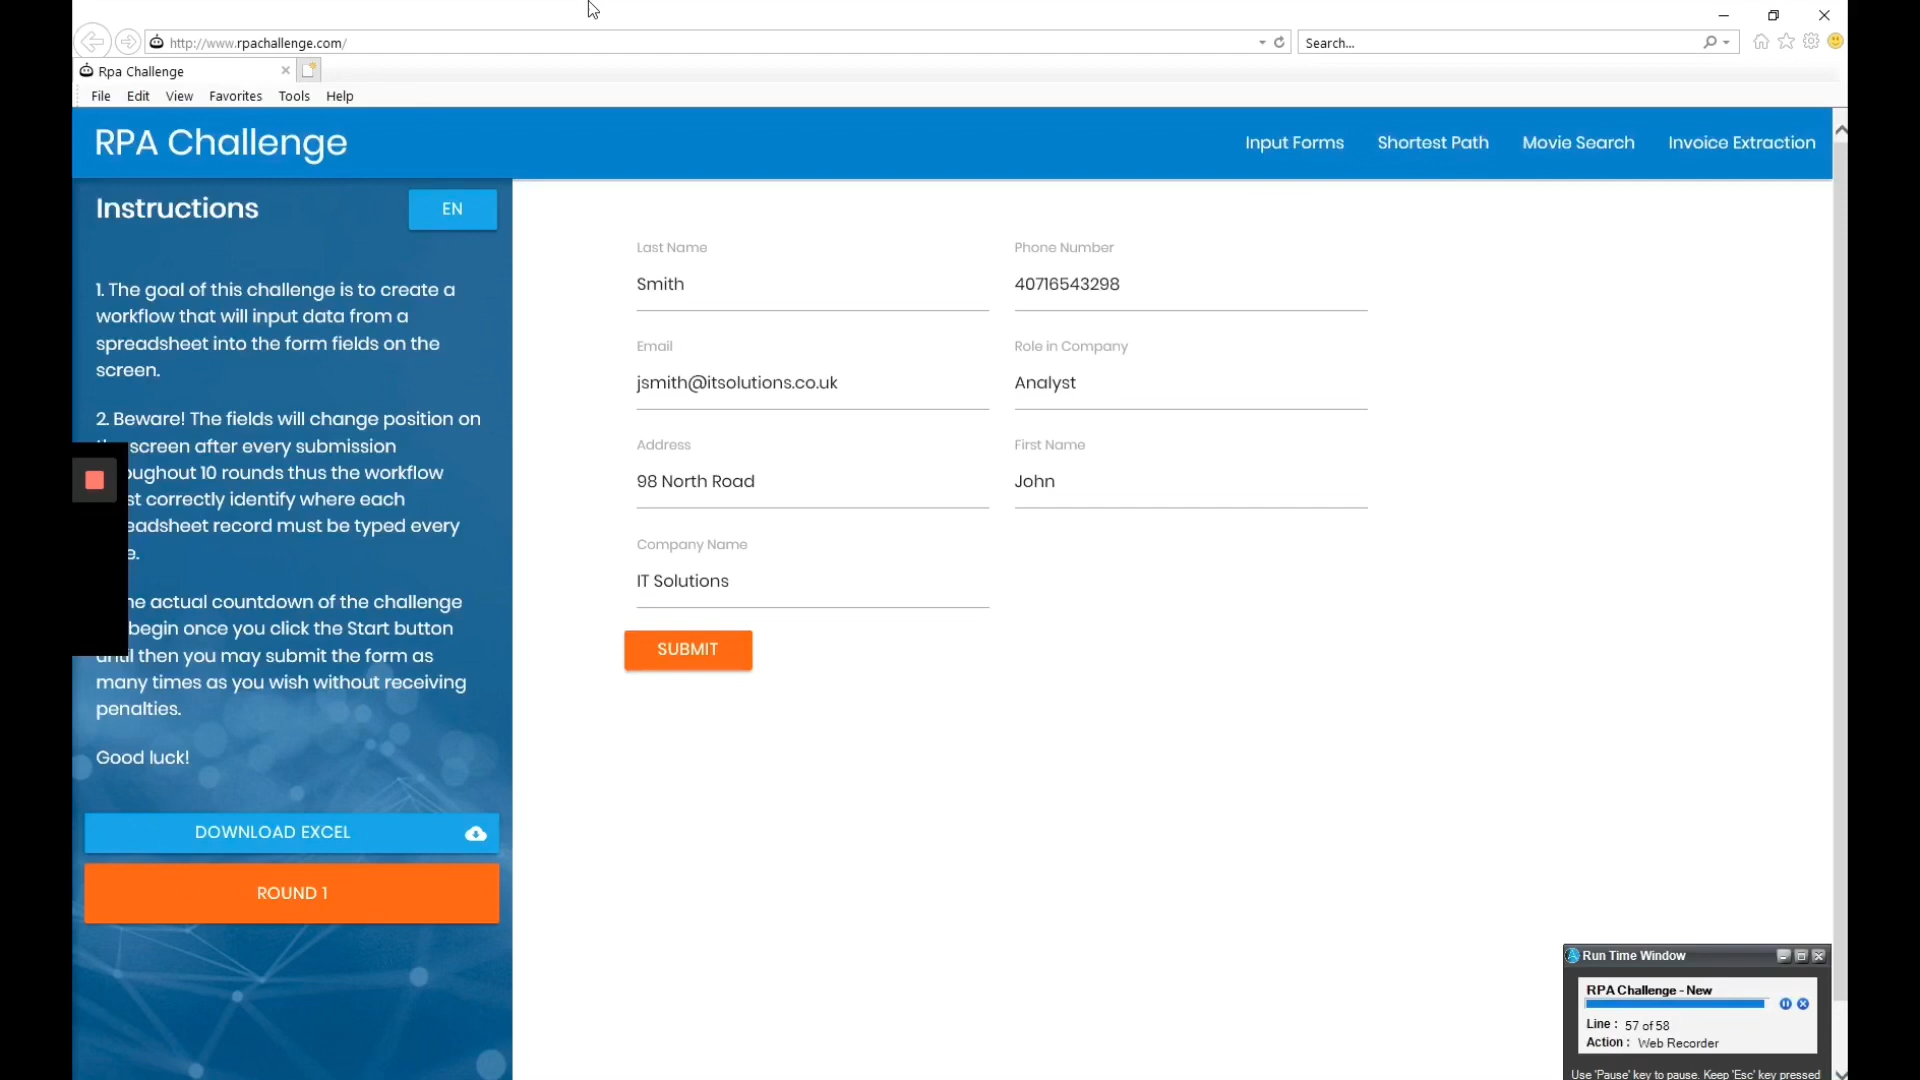 http://www.rpachallenge.com/
Search...
Rpa Challenge
File Edit View Favorites Tools Help
RPA Challenge
Input Forms Shortest Path Movie Search Invoice Extraction
Instructions
EN
1. The goal of this challenge is to create a
workflow that will input data from a
spreadsheet into the form fields on the
screen.
2. Beware! The fields will change position on
screen after every submission
oughout 10 rounds thus the workflow
st correctly identify where each
eadsheet record must be typed every
e.
he actual countdown of the challenge
begin once you click the Start button
until then you may submit the form as
many times as you wish without receiving
penalties.
Good luck!
DOWNLOAD EXCEL
ROUND 1
Last Name
Smith
Phone Number
40716543298
Email
jsmith@itsolutions.co.uk
Role in Company
Analyst
Address
98 North Road
First Name
John
Company Name
IT Solutions
SUBMIT
Run Time Window
RPA Challenge - New
Line : 57 of 58
Action : Web Recorder
Use 'Pause' key to pause. Keep 'Esc' key pressed